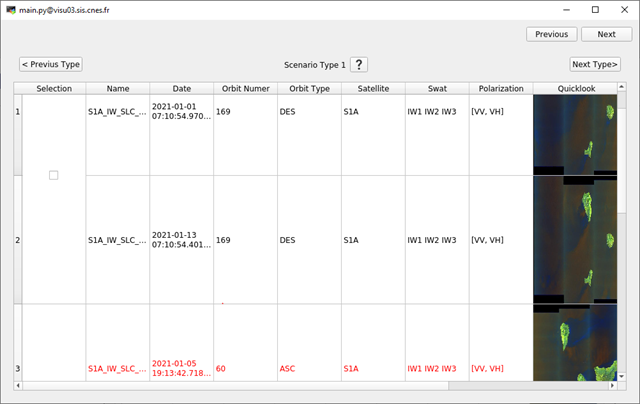 main.py@visu03.sis.cnes.fr
Previous Next
< Previus Type Scenario Type 1 ? Next Type>
Selection Name Date Orbit Numer Orbit Type Satellite Swat Polarization Quicklook
1 S1A_IW_SLC_... 2021-01-01 07:10:54.970... 169 DES S1A IW1 IW2 IW3 [VV, VH]
2 S1A_IW_SLC_... 2021-01-13 07:10:54.401... 169 DES S1A IW1 IW2 IW3 [VV, VH]
3 S1A_IW_SLC_... 2021-01-05 19:13:42.718... 60 ASC S1A IW1 IW2 IW3 [VV, VH]